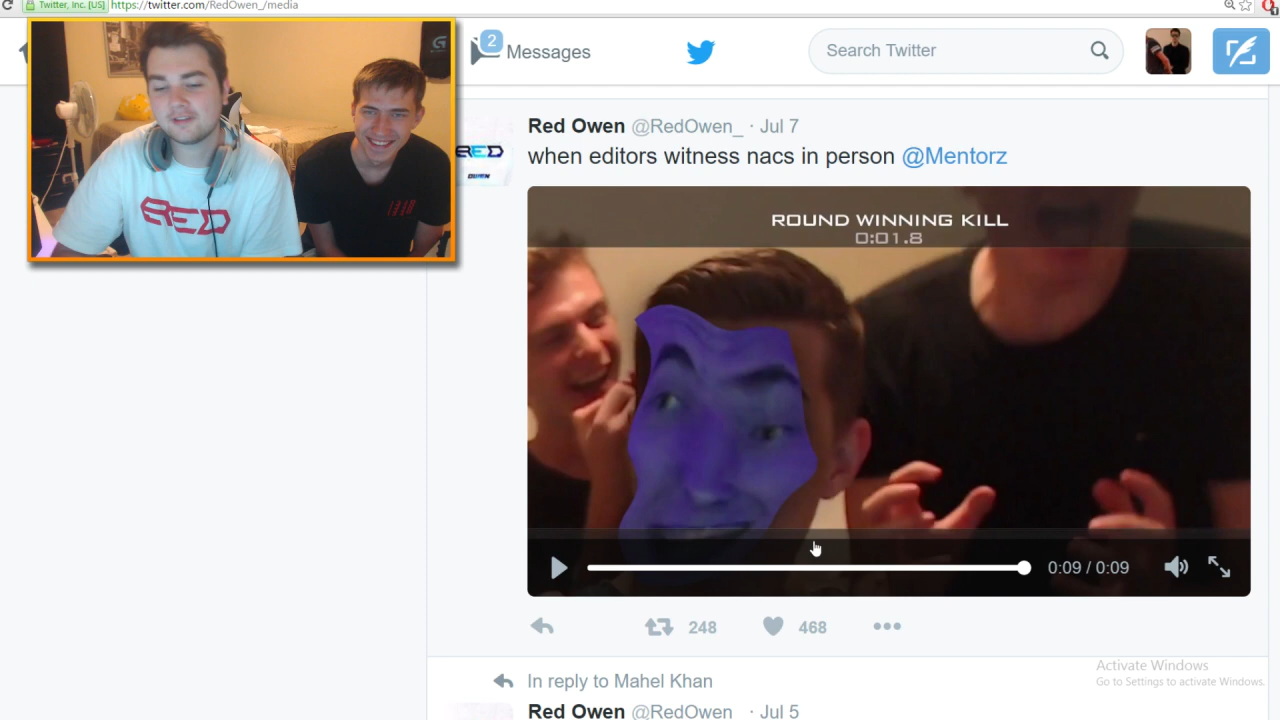 Twitter, Inc. [US]
https://twitter.com/RedOwen_/media
2
Messages
Search Twitter
RED
RED
OWEN
Red Owen @RedOwen_ · Jul 7
when editors witness nacs in person @Mentorz
ROUND WINNING KILL
0:01.8
0:09 / 0:09
248
468
Activate Windows
Go to Settings to activate Windows.
In reply to Mahel Khan
Red Owen @RedOwen_ · Jul 5